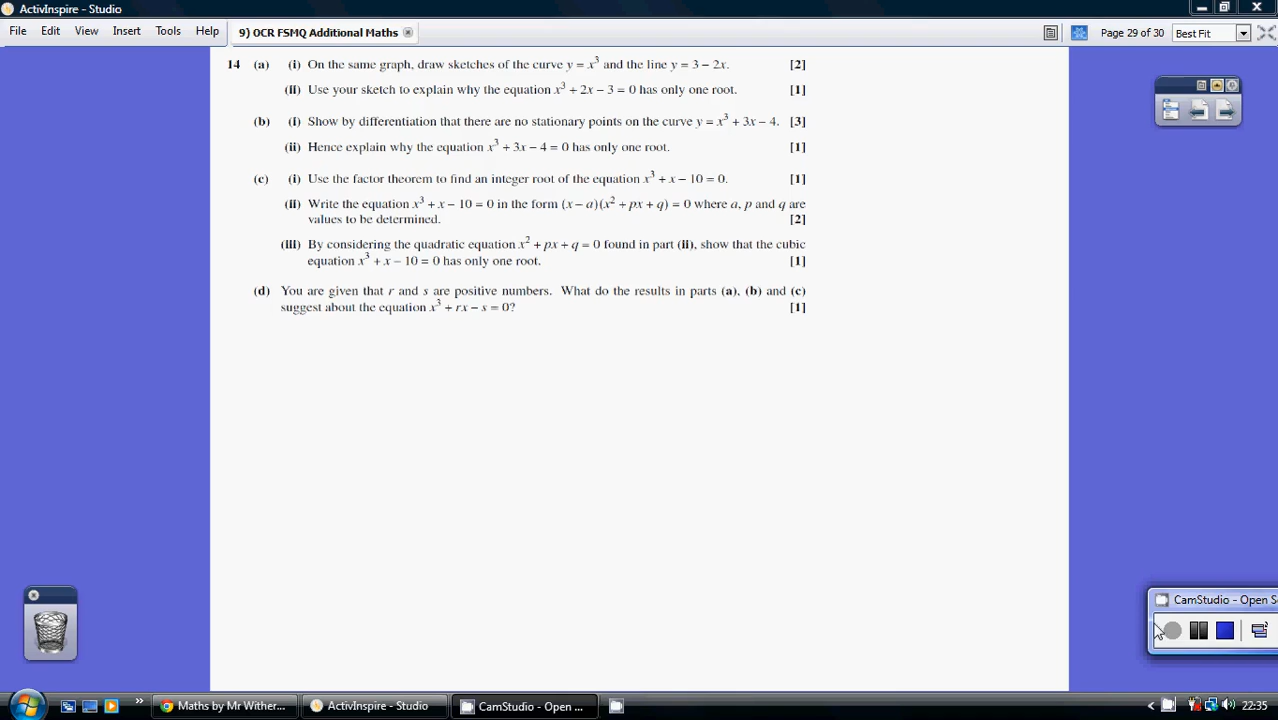 ActivInspire - Studio
File Edit View Insert Tools Help 9) OCR FSMQ Additional Maths Page 29 of 30 Best Fit
14 (a) (i) On the same graph, draw sketches of the curve y = x³ and the line y = 3 − 2x. [2]
(ii) Use your sketch to explain why the equation x³ + 2x − 3 = 0 has only one root. [1]
(b) (i) Show by differentiation that there are no stationary points on the curve y = x³ + 3x − 4. [3]
(ii) Hence explain why the equation x³ + 3x − 4 = 0 has only one root. [1]
(c) (i) Use the factor theorem to find an integer root of the equation x³ + x − 10 = 0. [1]
(ii) Write the equation x³ + x − 10 = 0 in the form (x − a)(x² + px + q) = 0 where a, p and q are
values to be determined. [2]
(iii) By considering the quadratic equation x² + px + q = 0 found in part (ii), show that the cubic
equation x³ + x − 10 = 0 has only one root. [1]
(d) You are given that r and s are positive numbers. What do the results in parts (a), (b) and (c)
suggest about the equation x³ + rx − s = 0? [1]
CamStudio - Open S
Maths by Mr Wither... ActivInspire - Studio CamStudio - Open ... 22:35